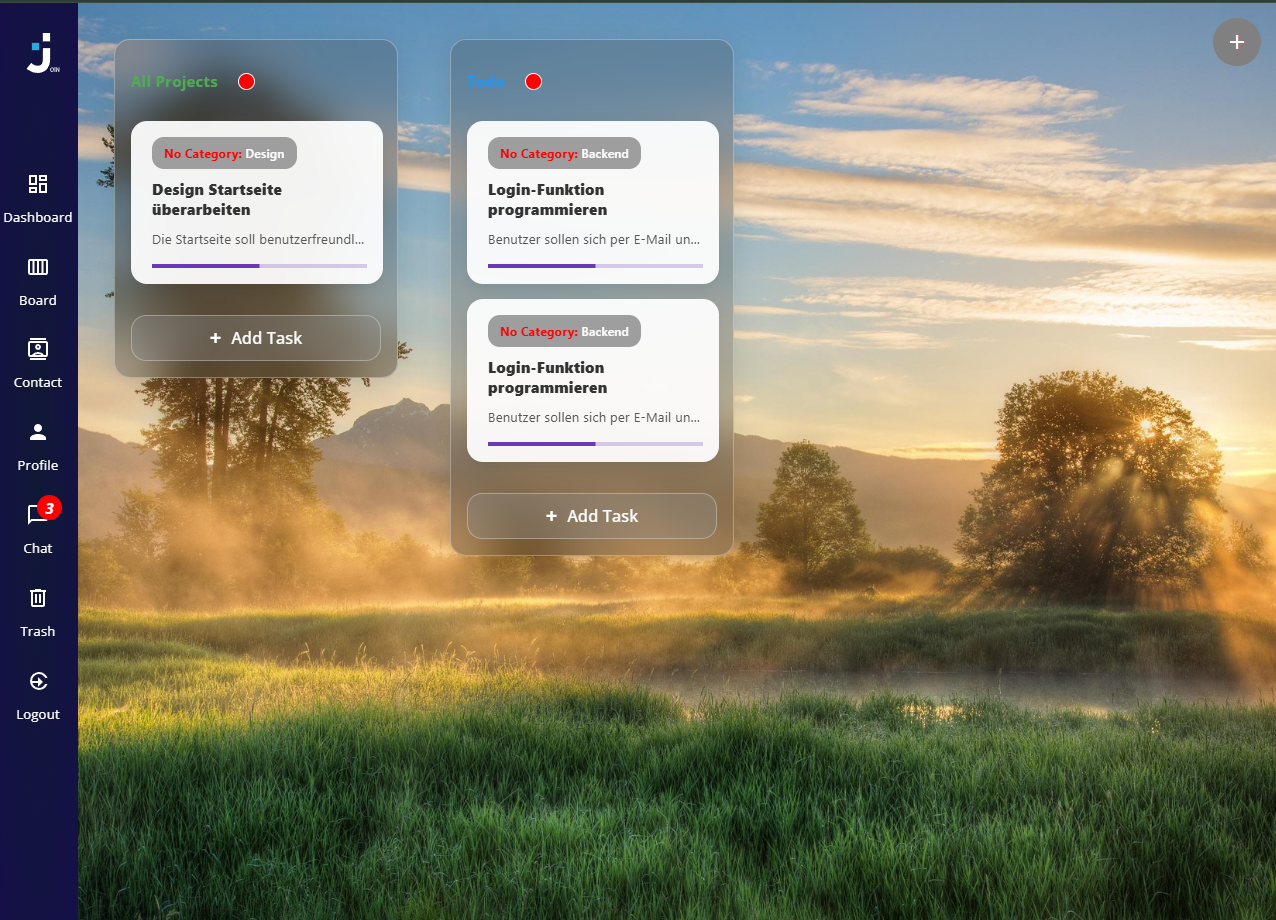 Join
Dashboard
Board
Contact
Profile
3
Chat
Trash
Logout
All Projects
No Category: Design
Design Startseite
überarbeiten
Die Startseite soll benutzerfreundl...
+ Add Task
Todo
No Category: Backend
Login-Funktion
programmieren
Benutzer sollen sich per E-Mail un...
No Category: Backend
Login-Funktion
programmieren
Benutzer sollen sich per E-Mail un...
+ Add Task
+